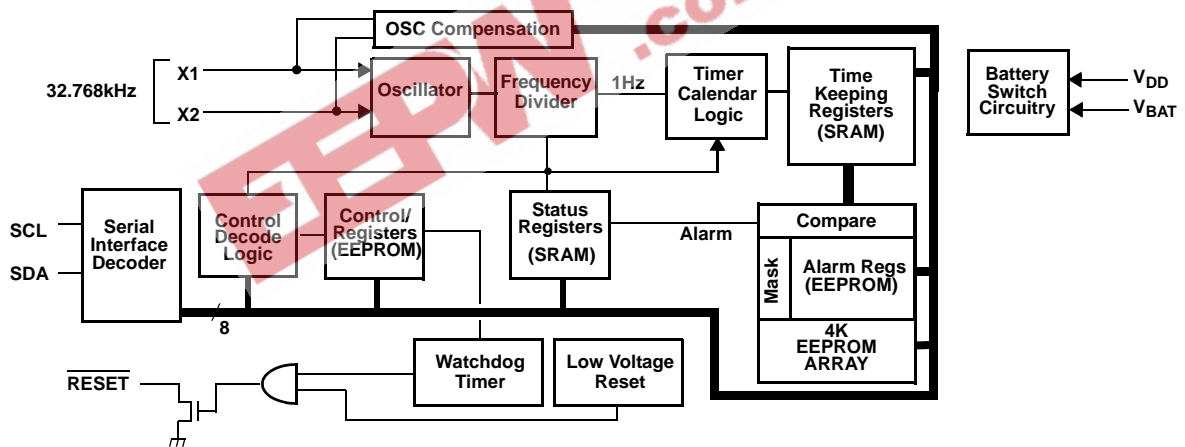 OSC Compensation
32.768kHz
X1
X2
Oscillator
Frequency
Divider
1Hz
Timer
Calendar
Logic
Time
Keeping
Registers
(SRAM)
Battery
Switch
Circuitry
VDD
VBAT
SCL
SDA
Serial
Interface
Decoder
Control
Decode
Logic
Control/
Registers
(EEPROM)
Status
Registers
(SRAM)
Alarm
Compare
Mask
Alarm Regs
(EEPROM)
4K
EEPROM
ARRAY
8
RESET
Watchdog
Timer
Low Voltage
Reset
EEPW.com